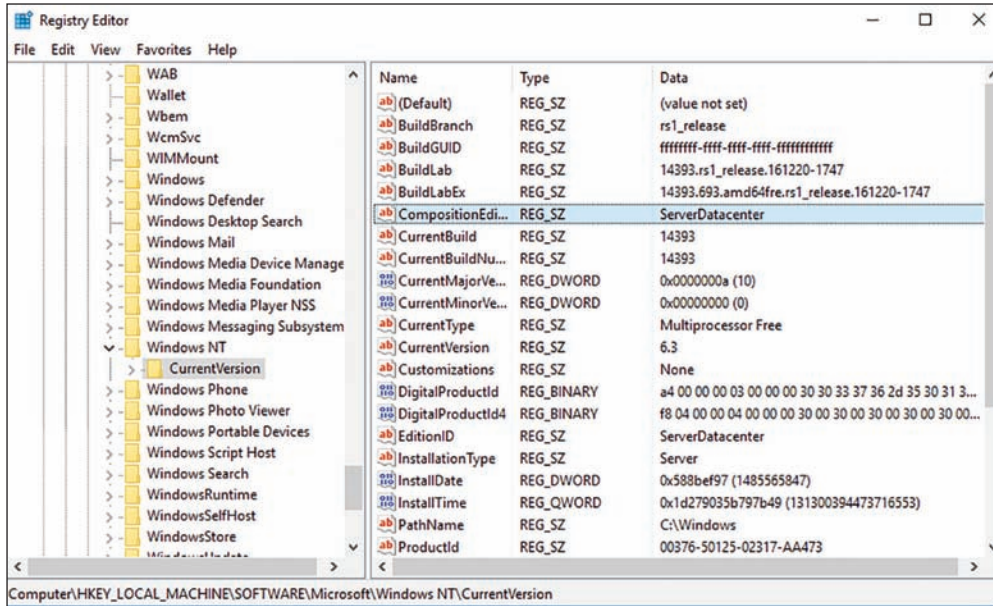 Registry Editor
File Edit View Favorites Help
WAB
Wallet
Wbem
WcmSvc
WIMMount
Windows
Windows Defender
Windows Desktop Search
Windows Mail
Windows Media Device Manage
Windows Media Foundation
Windows Media Player NSS
Windows Messaging Subsystem
Windows NT
CurrentVersion
Windows Phone
Windows Photo Viewer
Windows Portable Devices
Windows Script Host
Windows Search
WindowsRuntime
WindowsSelfHost
WindowsStore
WindowsUpdate
Name Type Data
(Default) REG_SZ (value not set)
BuildBranch REG_SZ rs1_release
BuildGUID REG_SZ ffffffff-ffff-ffff-ffff-ffffffffffff
BuildLab REG_SZ 14393.rs1_release.161220-1747
BuildLabEx REG_SZ 14393.693.amd64fre.rs1_release.161220-1747
CompositionEdi... REG_SZ ServerDatacenter
CurrentBuild REG_SZ 14393
CurrentBuildNu... REG_SZ 14393
CurrentMajorVe... REG_DWORD 0x0000000a (10)
CurrentMinorVe... REG_DWORD 0x00000000 (0)
CurrentType REG_SZ Multiprocessor Free
CurrentVersion REG_SZ 6.3
Customizations REG_SZ None
DigitalProductId REG_BINARY a4 00 00 00 03 00 00 00 30 30 33 37 36 2d 35 30 31 3...
DigitalProductId4 REG_BINARY f8 04 00 00 04 00 00 00 30 00 30 00 30 00 30 00 30 00...
EditionID REG_SZ ServerDatacenter
InstallationType REG_SZ Server
InstallDate REG_DWORD 0x588bef97 (1485565847)
InstallTime REG_QWORD 0x1d279035b797b49 (131300394473716553)
PathName REG_SZ C:\Windows
ProductId REG_SZ 00376-50125-02317-AA473
Computer\HKEY_LOCAL_MACHINE\SOFTWARE\Microsoft\Windows NT\CurrentVersion